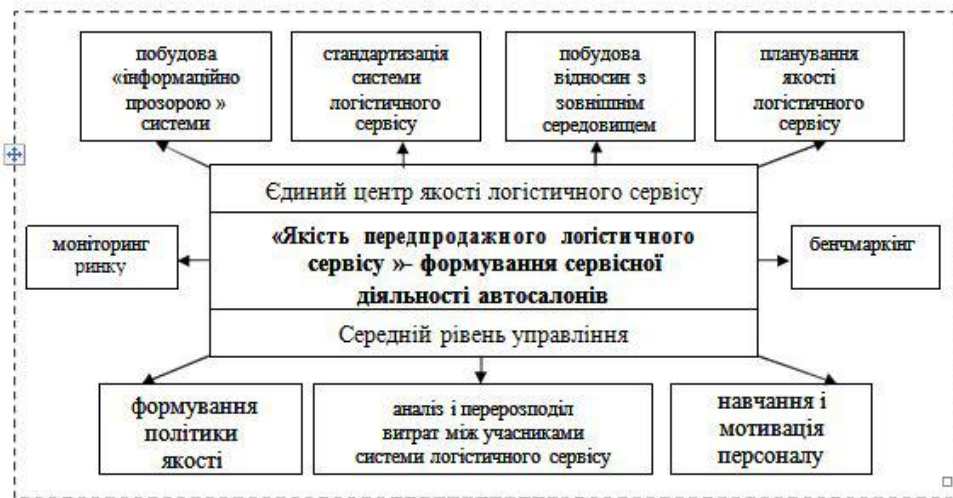 побудова
«інформаційно
прозорою »
системи
стандартизація
системи
логістичного
сервісу
побудова
відносин з
зовнішнім
середовищем
планування
якості
логістичного
сервісу
Єдиний центр якості логістичного сервісу
моніторинг
ринку
«Якість передпродажного логістичного
сервісу »– формування сервісної
діяльності автосалонів
бенчмаркінг
Середній рівень управління
формування
політики
якості
аналіз і перерозподіл
витрат між учасниками
системи логістичного сервісу
навчання і
мотивація
персоналу